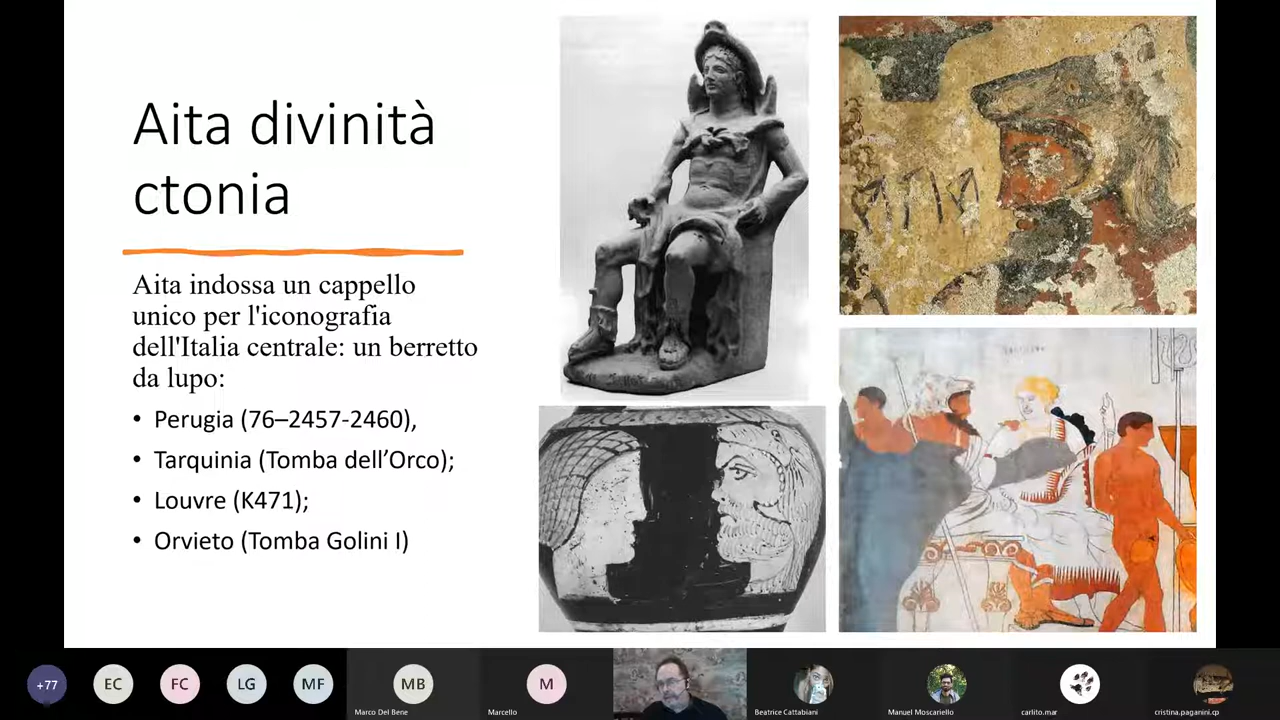 Aita divinità
ctonia
Aita indossa un cappello
unico per l'iconografia
dell'Italia centrale: un berretto
da lupo:
• Perugia (76–2457-2460),
• Tarquinia (Tomba dell’Orco);
• Louvre (K471);
• Orvieto (Tomba Golini I)
+77
EC
FC
LG
MF
MB
Marco Del Bene
M
Marcello
Beatrice Cattabiani
Manuel Moscariello
carlito.mar
cristina.paganini.cp